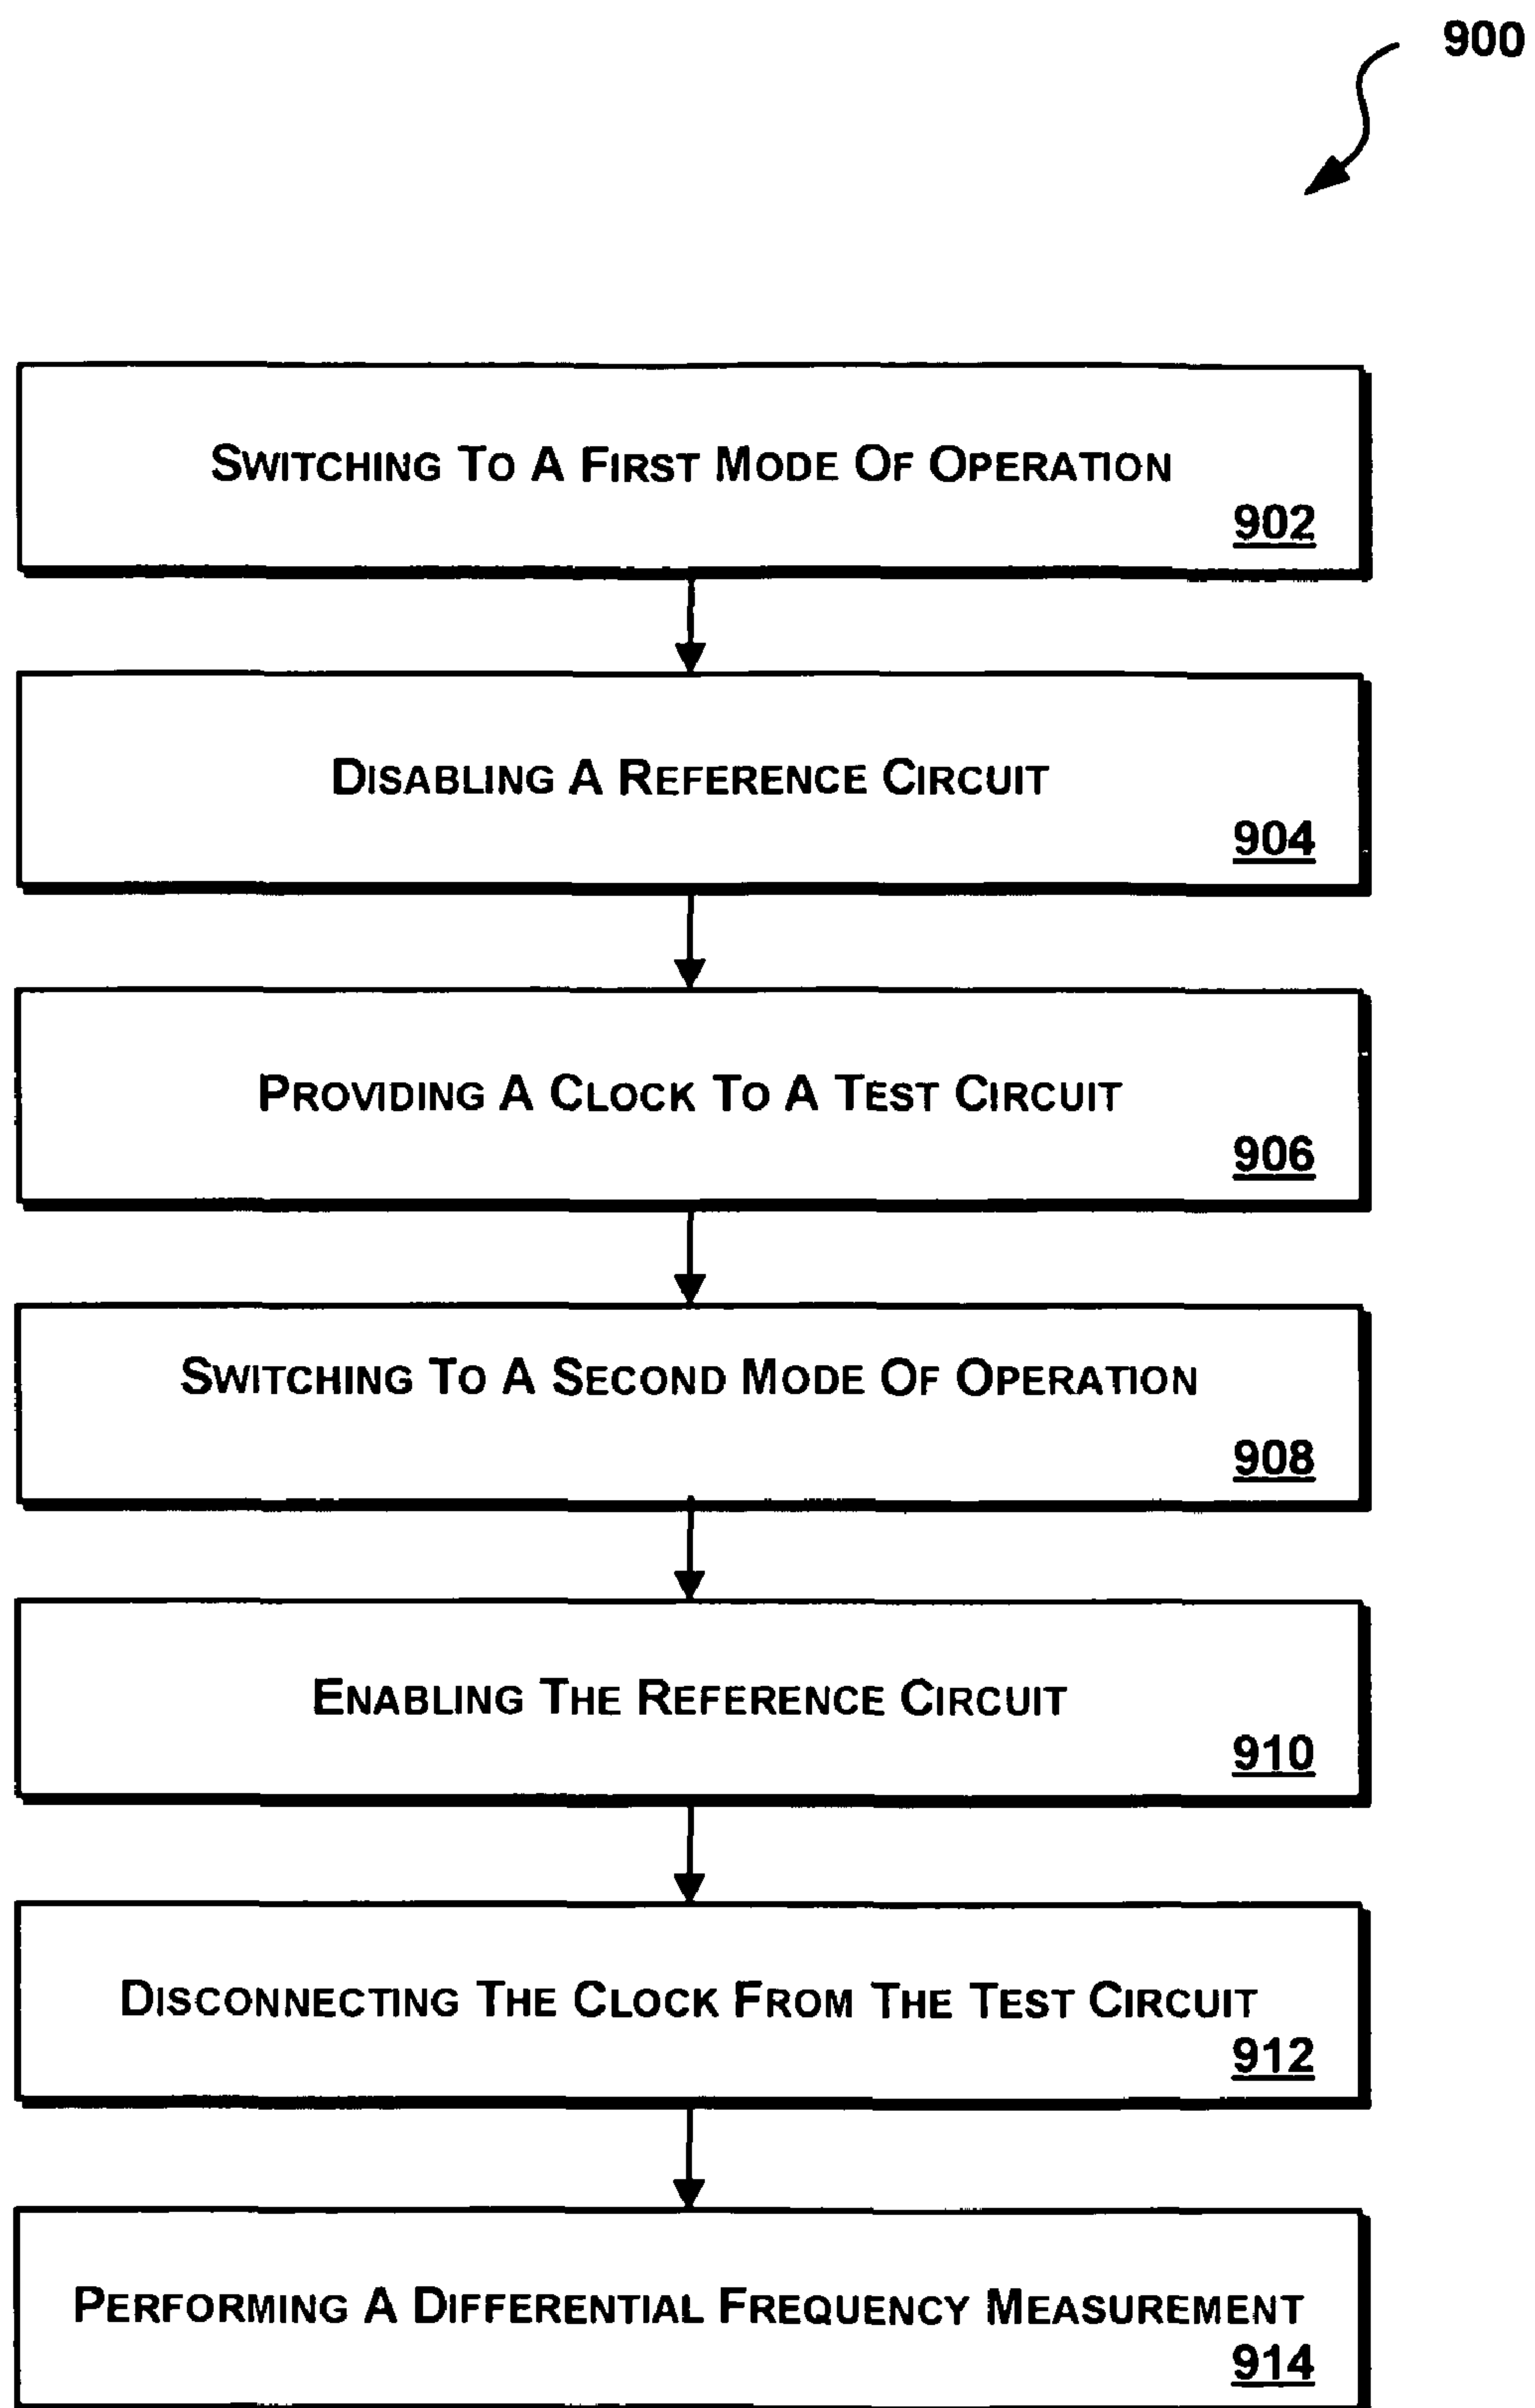 900
SWITCHING TO A FIRST MODE OF OPERATION
902
DISABLING A REFERENCE CIRCUIT
904
PROVIDING A CLOCK TO A TEST CIRCUIT
906
SWITCHING TO A SECOND MODE OF OPERATION
908
ENABLING THE REFERENCE CIRCUIT
910
DISCONNECTING THE CLOCK FROM THE TEST CIRCUIT
912
PERFORMING A DIFFERENTIAL FREQUENCY MEASUREMENT
914